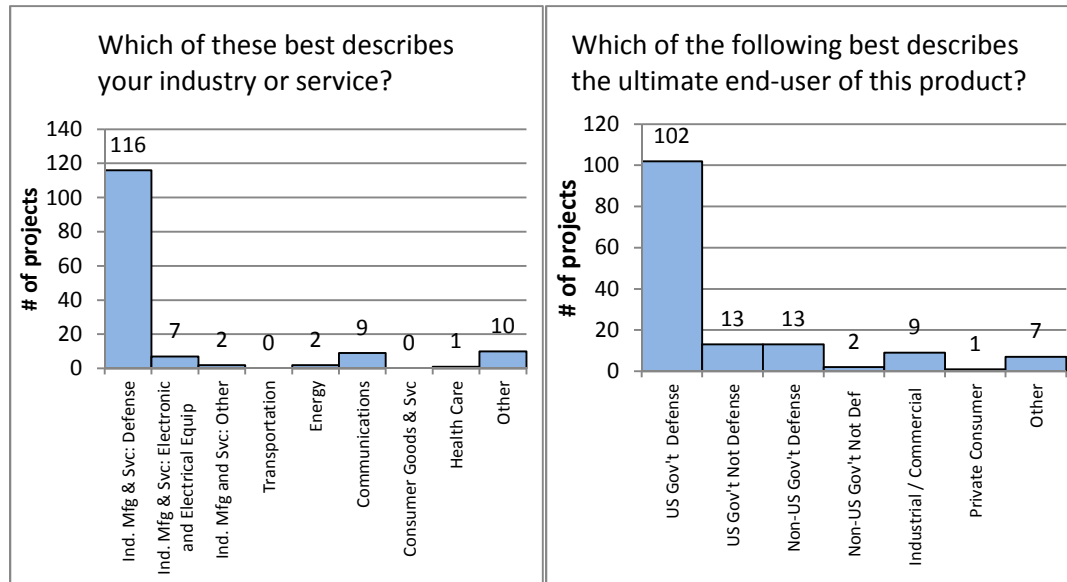 Which of these best describes
your industry or service?
# of projects
140
120
100
80
60
40
20
0
116
7
2
0
2
9
0
1
10
Ind. Mfg & Svc: Defense
Ind. Mfg & Svc: Electronic
and Electrical Equip
Ind. Mfg and Svc: Other
Transportation
Energy
Communications
Consumer Goods & Svc
Health Care
Other
Which of the following best describes
the ultimate end-user of this product?
# of projects
120
100
80
60
40
20
0
102
13
13
2
9
1
7
US Gov't Defense
US Gov't Not Defense
Non-US Gov't Defense
Non-US Gov't Not Def
Industrial / Commercial
Private Consumer
Other